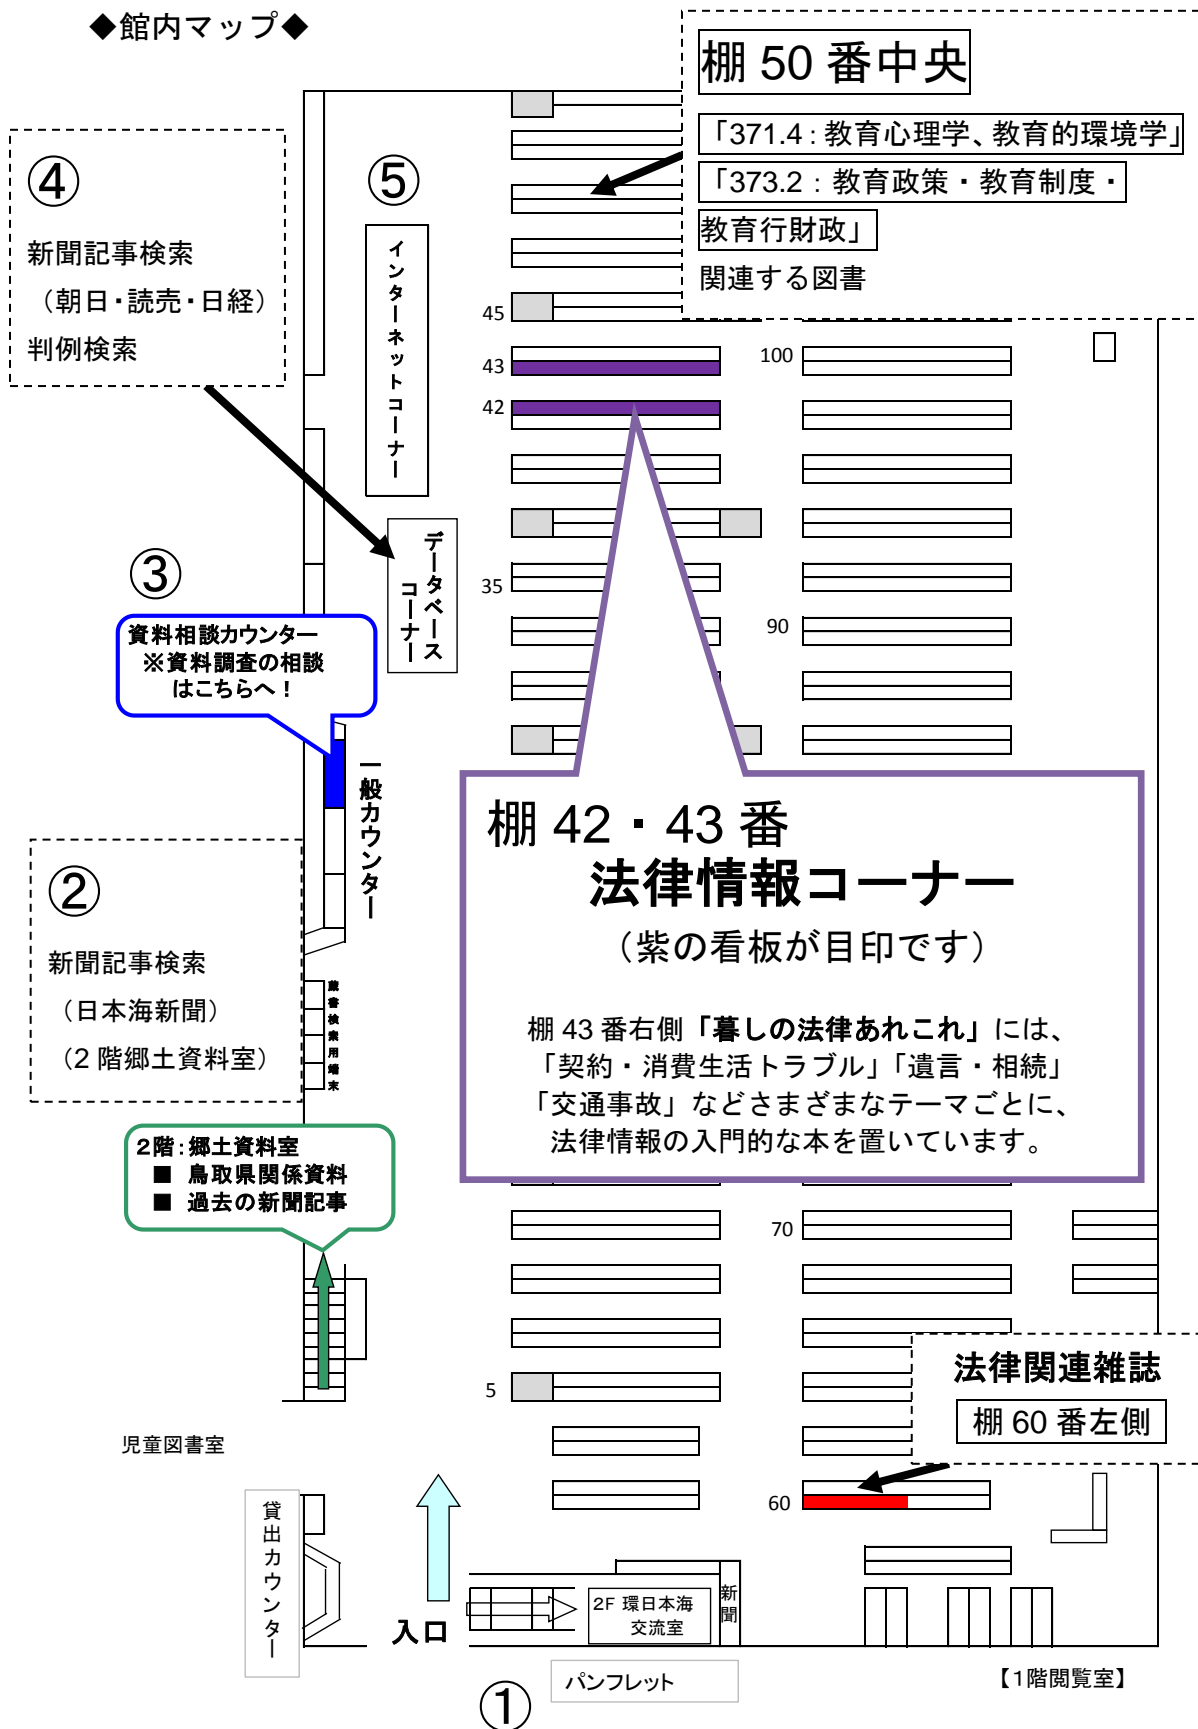 ◆館内マップ◆
棚 50 番中央
「371.4：教育心理学、教育的環境学」
「373.2：教育政策・教育制度・
教育行財政」
関連する図書
④
新聞記事検索
（朝日・読売・日経）
判例検索
⑤
インターネットコーナー
45
43
42
100
データベース
コーナー
35
90
③
資料相談カウンター
※資料調査の相談
はこちらへ！
一般カウンター
棚 42・43 番
法律情報コーナー
（紫の看板が目印です）
棚 43 番右側「暮しの法律あれこれ」には、
「契約・消費生活トラブル」「遺言・相続」
「交通事故」などさまざまなテーマごとに、
法律情報の入門的な本を置いています。
②
新聞記事検索
（日本海新聞）
（2 階郷土資料室）
蔵書検索用端末
2階：郷土資料室
■ 鳥取県関係資料
■ 過去の新聞記事
70
5
法律関連雑誌
棚 60 番左側
60
児童図書室
貸出カウンター
入口
2F 環日本海
交流室
新聞
①
パンフレット
【1階閲覧室】